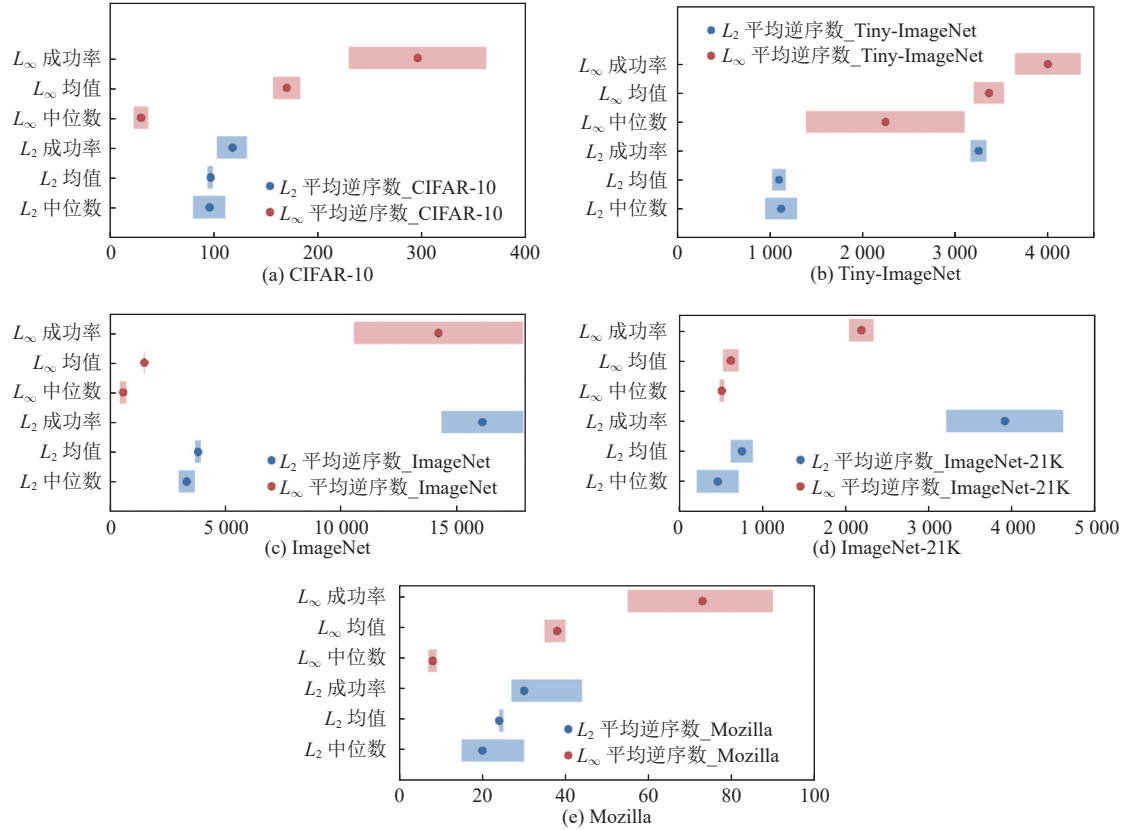 L∞ 成功率
L∞ 均值
L∞ 中位数
L2 成功率
L2 均值
L2 中位数
L2 平均逆序数_CIFAR-10
L∞ 平均逆序数_CIFAR-10
0 100 200 300 400
(a) CIFAR-10
L2 平均逆序数_Tiny-ImageNet
L∞ 平均逆序数_Tiny-ImageNet
L∞ 成功率
L∞ 均值
L∞ 中位数
L2 成功率
L2 均值
L2 中位数
0 1 000 2 000 3 000 4 000
(b) Tiny-ImageNet
L∞ 成功率
L∞ 均值
L∞ 中位数
L2 成功率
L2 均值
L2 中位数
L2 平均逆序数_ImageNet
L∞ 平均逆序数_ImageNet
0 5 000 10 000 15 000
(c) ImageNet
L∞ 成功率
L∞ 均值
L∞ 中位数
L2 成功率
L2 均值
L2 中位数
L2 平均逆序数_ImageNet-21K
L∞ 平均逆序数_ImageNet-21K
0 1 000 2 000 3 000 4 000 5 000
(d) ImageNet-21K
L∞ 成功率
L∞ 均值
L∞ 中位数
L2 成功率
L2 均值
L2 中位数
L2 平均逆序数_Mozilla
L∞ 平均逆序数_Mozilla
0 20 40 60 80 100
(e) Mozilla